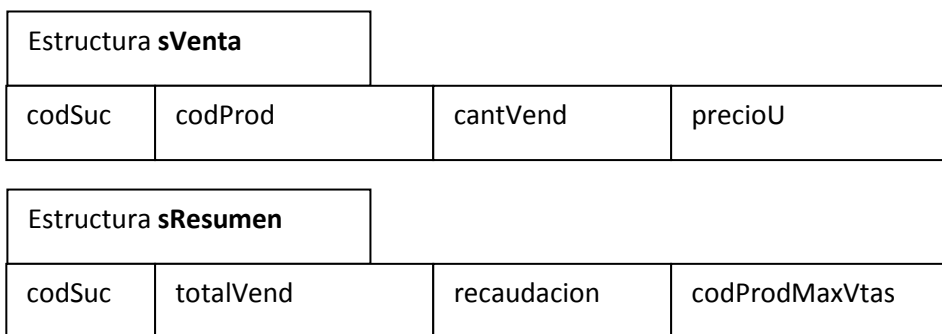 Estructura sVenta
codSuc codProd cantVend precioU
Estructura sResumen
codSuc totalVend recaudacion codProdMaxVtas